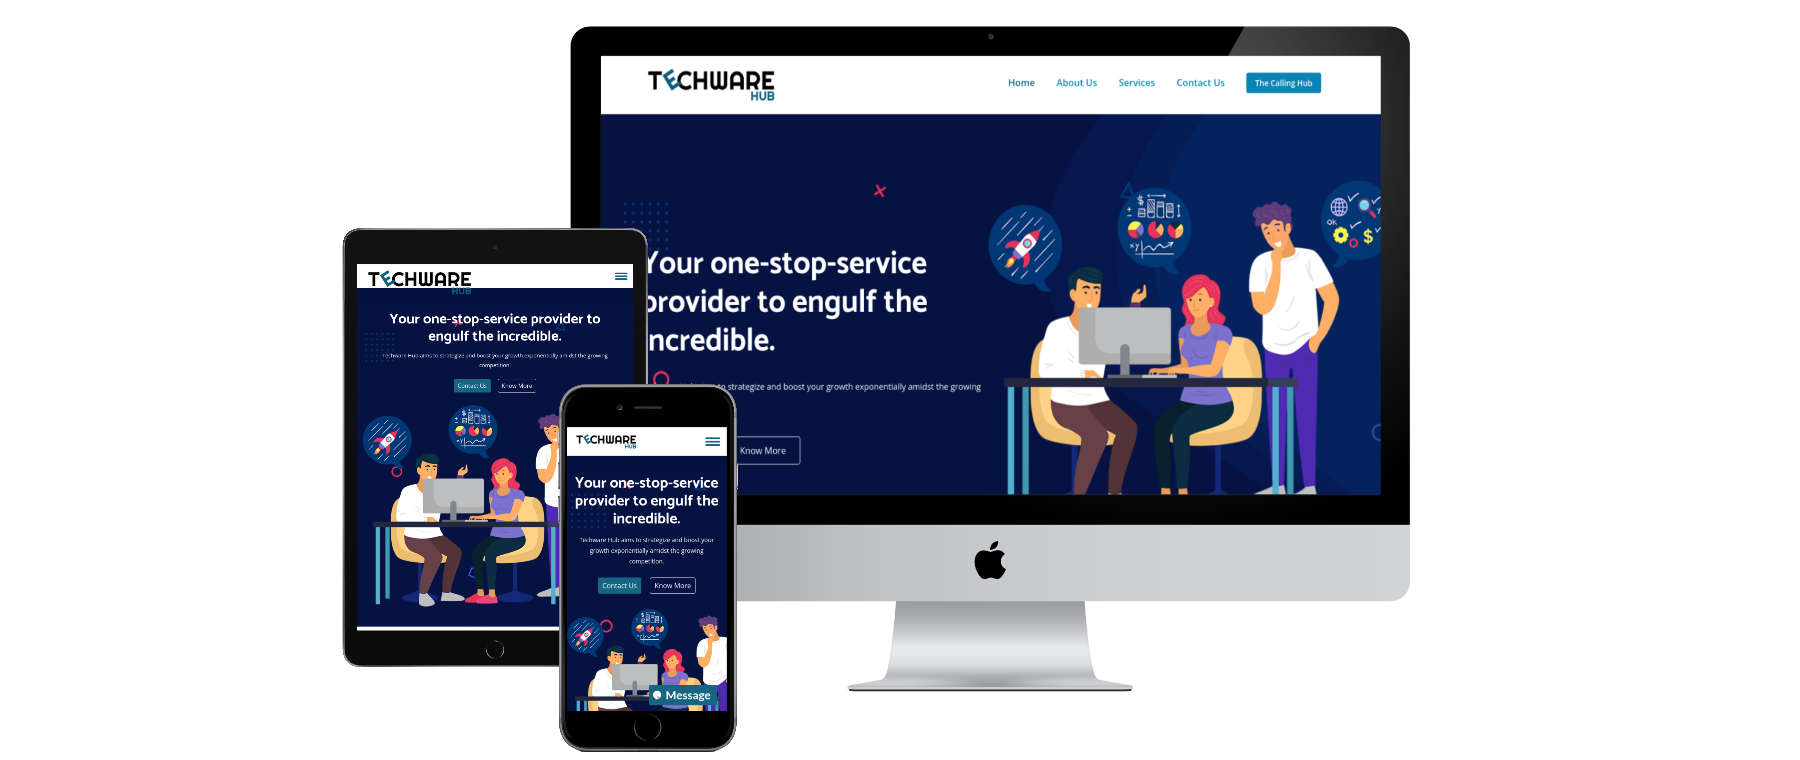 TECHWARE
HUB
Home
About Us
Services
Contact Us
The Calling Hub
$
OK
$
xy
Your one-stop-service
provider to engulf the
incredible.
to strategize and boost your growth exponentially amidst the growing
Know More
TECHWARE
HUB
Your one-stop-service provider to
engulf the incredible.
Techware Hub aims to strategize and boost your growth exponentially amidst the growing
competition.
Contact Us
Know More
$
xy
TECHWARE
HUB
Your one-stop-service
provider to engulf the
incredible.
Techware Hub aims to strategize and boost your
growth exponentially amidst the growing
competition.
Contact Us
Know More
Message